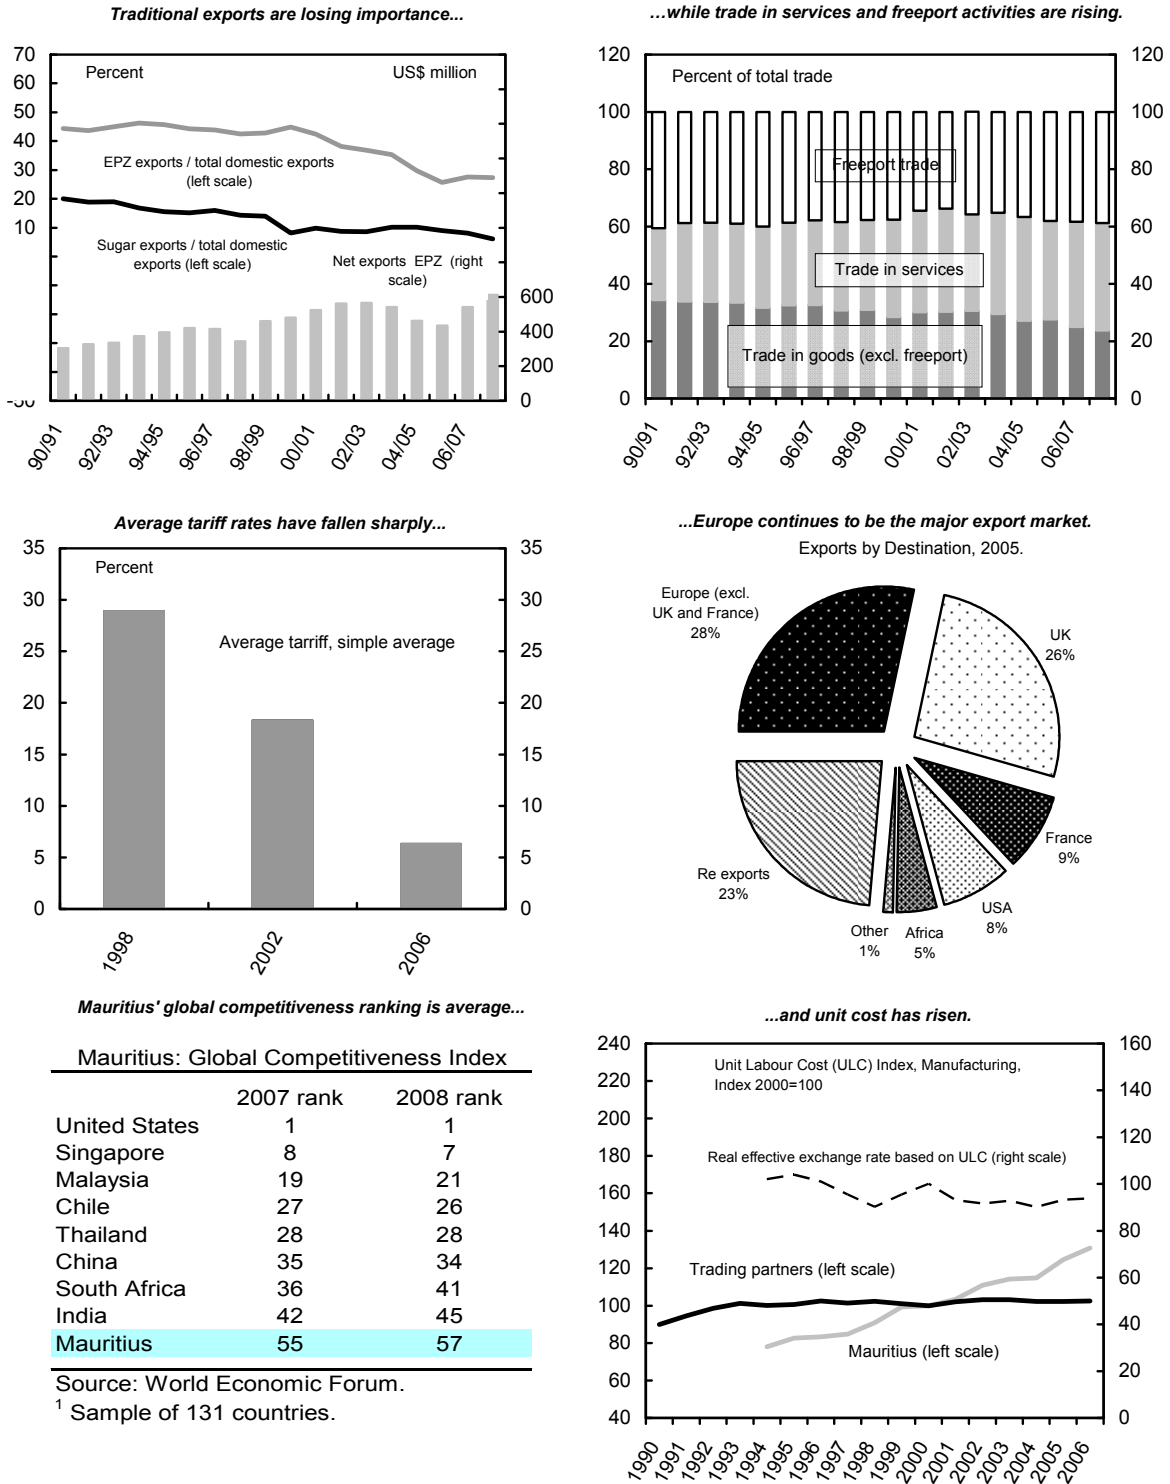 Traditional exports are losing importance...
70
60
50
40
30
20
10
-50
Percent
US$ million
EPZ exports / total domestic exports
(left scale)
Sugar exports / total domestic
exports (left scale)
Net exports EPZ (right
scale)
600
400
200
0
90/91
92/93
94/95
96/97
98/99
00/01
02/03
04/05
06/07
...while trade in services and freeport activities are rising.
120
100
80
60
40
20
0
Percent of total trade
Freeport trade
Trade in services
Trade in goods (excl. freeport)
120
100
80
60
40
20
0
90/91
92/93
94/95
96/97
98/99
00/01
02/03
04/05
06/07
Average tariff rates have fallen sharply...
35
30
25
20
15
10
5
0
Percent
Average tarriff, simple average
35
30
25
20
15
10
5
0
1998
2002
2006
...Europe continues to be the major export market.
Exports by Destination, 2005.
Europe (excl.
UK and France)
28%
UK
26%
France
9%
USA
8%
Africa
5%
Other
1%
Re exports
23%
Mauritius' global competitiveness ranking is average...
Mauritius: Global Competitiveness Index
2007 rank 2008 rank
United States 1 1
Singapore 8 7
Malaysia 19 21
Chile 27 26
Thailand 28 28
China 35 34
South Africa 36 41
India 42 45
Mauritius 55 57
Source: World Economic Forum.
1 Sample of 131 countries.
...and unit cost has risen.
240
220
200
180
160
140
120
100
80
60
40
Unit Labour Cost (ULC) Index, Manufacturing,
Index 2000=100
Real effective exchange rate based on ULC (right scale)
Trading partners (left scale)
Mauritius (left scale)
160
140
120
100
80
60
40
20
0
1990
1991
1992
1993
1994
1995
1996
1997
1998
1999
2000
2001
2002
2003
2004
2005
2006